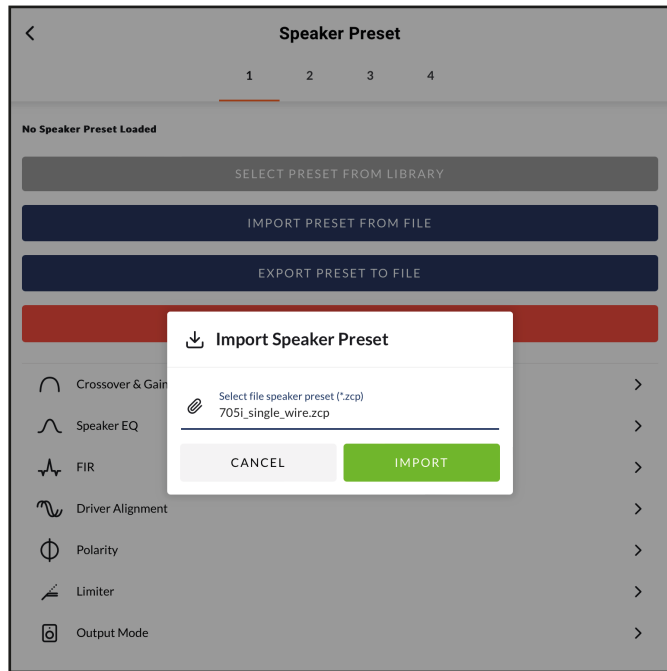 Speaker Preset
1 2 3 4
No Speaker Preset Loaded
SELECT PRESET FROM LIBRARY
IMPORT PRESET FROM FILE
EXPORT PRESET TO FILE
Import Speaker Preset
Select file speaker preset (*.zcp)
705i_single_wire.zcp
CANCEL IMPORT
Crossover & Gain
Speaker EQ
FIR
Driver Alignment
Polarity
Limiter
Output Mode